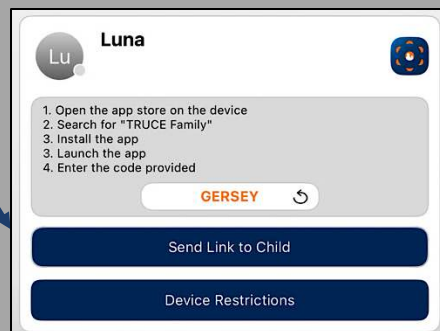 Luna
Lu
1. Open the app store on the device
2. Search for "TRUCE Family"
3. Install the app
3. Launch the app
4. Enter the code provided
GERSEY
Send Link to Child
Device Restrictions